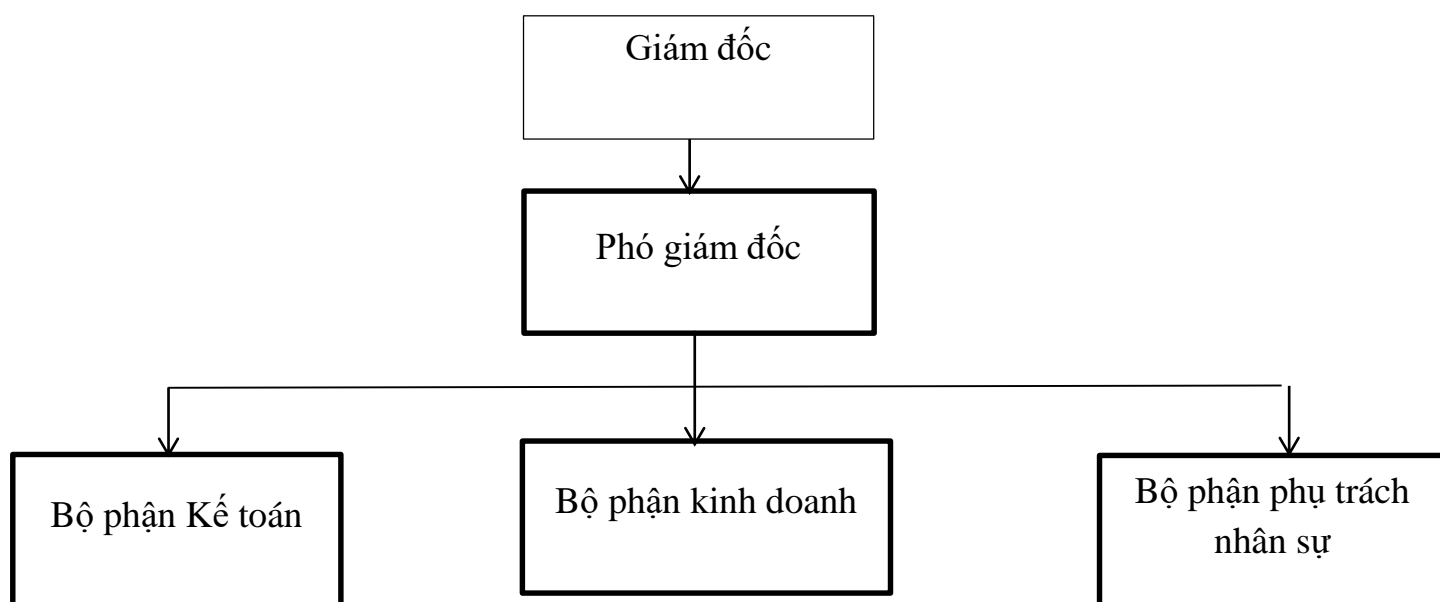 Giám đốc
Phó giám đốc
Bộ phận Kế toán
Bộ phận kinh doanh
Bộ phận phụ trách
nhân sự